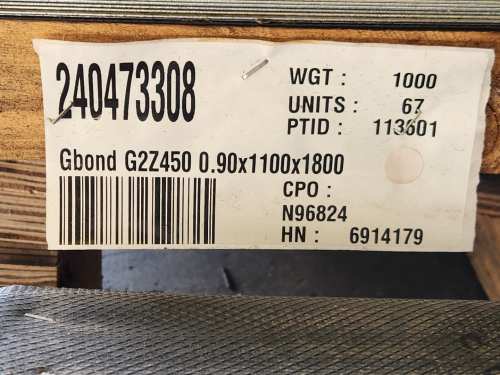 240473308
WGT : 1000
UNITS : 67
PTID : 113601
Gbond G2Z450 0.90x1100x1800
CPO :
N96824
HN : 6914179